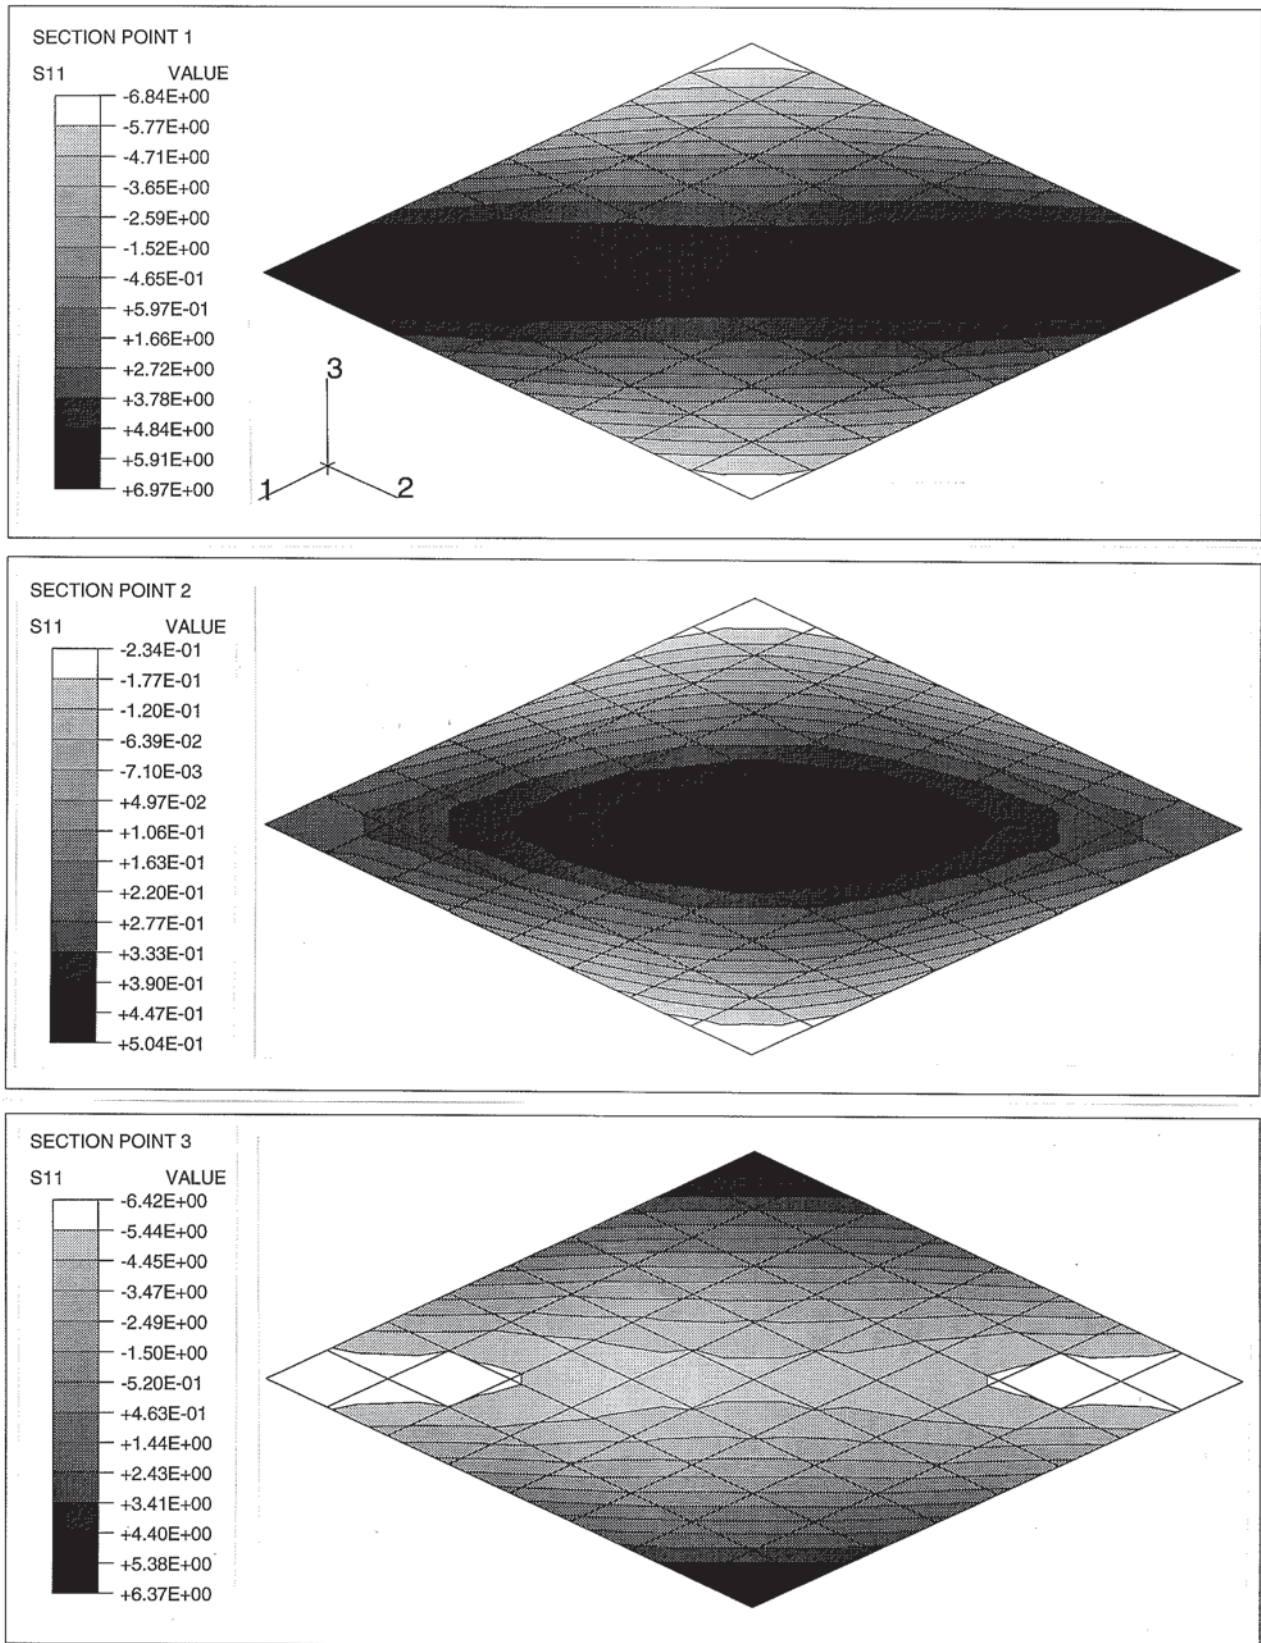 SECTION POINT 1
S11 VALUE
-6.84E+00
-5.77E+00
-4.71E+00
-3.65E+00
-2.59E+00
-1.52E+00
-4.65E-01
+5.97E-01
+1.66E+00
+2.72E+00
+3.78E+00
+4.84E+00
+5.91E+00
+6.97E+00
3
1
2
SECTION POINT 2
S11 VALUE
-2.34E-01
-1.77E-01
-1.20E-01
-6.39E-02
-7.10E-03
+4.97E-02
+1.06E-01
+1.63E-01
+2.20E-01
+2.77E-01
+3.33E-01
+3.90E-01
+4.47E-01
+5.04E-01
SECTION POINT 3
S11 VALUE
-6.42E+00
-5.44E+00
-4.45E+00
-3.47E+00
-2.49E+00
-1.50E+00
-5.20E-01
+4.63E-01
+1.44E+00
+2.43E+00
+3.41E+00
+4.40E+00
+5.38E+00
+6.37E+00